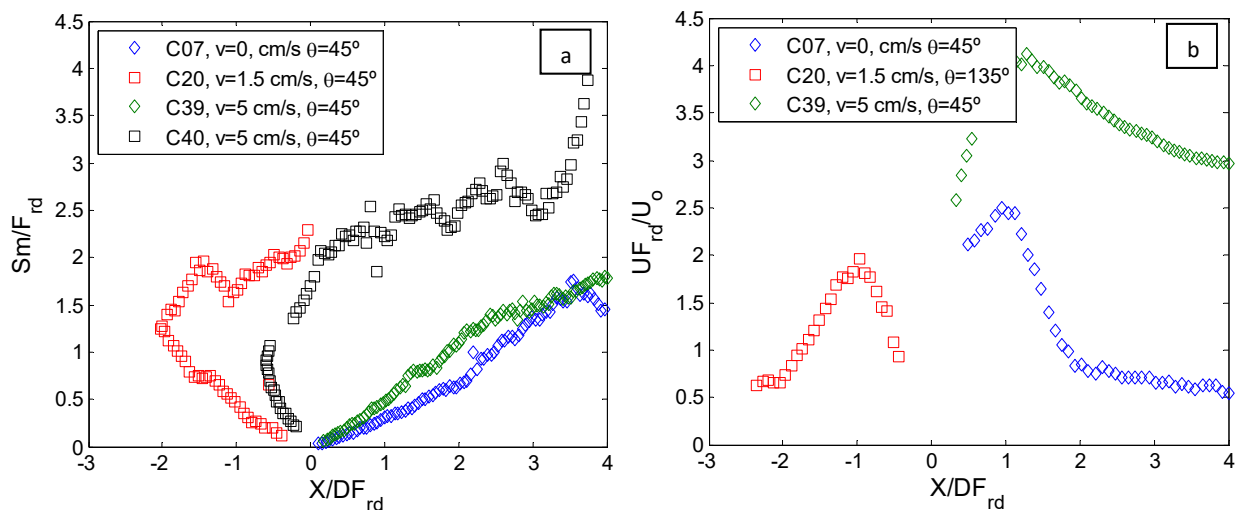 4.5
4
3.5
3
2.5
2
1.5
1
0.5
0
Sm/F_rd
C07, v=0, cm/s θ=45º
C20, v=1.5 cm/s, θ=45º
C39, v=5 cm/s, θ=45º
C40, v=5 cm/s, θ=45º
a
-3 -2 -1 0 1 2 3 4
X/DF_rd
4.5
4
3.5
3
2.5
2
1.5
1
0.5
0
UF_rd/U_o
C07, v=0, cm/s θ=45º
C20, v=1.5 cm/s, θ=135º
C39, v=5 cm/s, θ=45º
b
-3 -2 -1 0 1 2 3 4
X/DF_rd